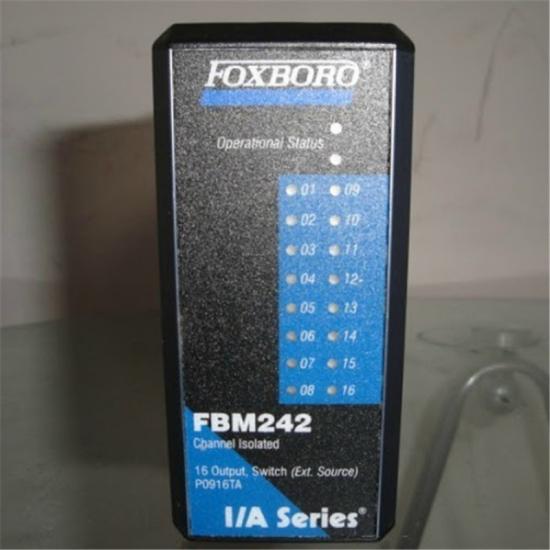 FOXBORO®
Operational Status
01 09
02 10
03 11
04 12
05 13
06 14
07 15
08 16
FBM242
Channel Isolated
16 Output, Switch (Ext. Source)
P0916TA
I/A Series®